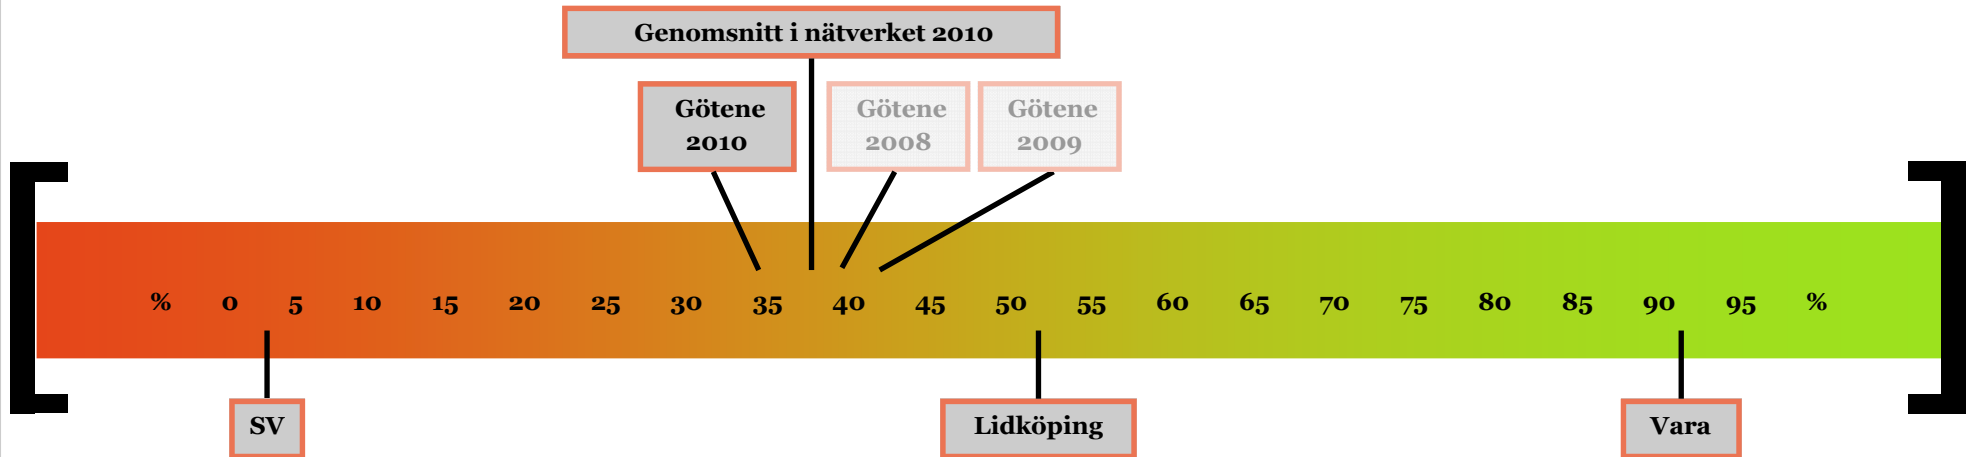 Genomsnitt i nätverket 2010
Götene
2010
Götene
2008
Götene
2009
% 0 5 10 15 20 25 30 35 40 45 50 55 60 65 70 75 80 85 90 95 %
SV
Lidköping
Vara